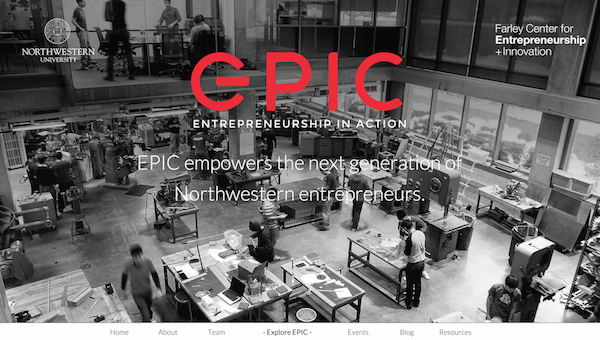 NORTHWESTERN
UNIVERSITY
Farley Center for
Entrepreneurship
+Innovation
EPIC
ENTREPRENEURSHIP IN ACTION
EPIC empowers the next generation of
Northwestern entrepreneurs.
Home About Team - Explore EPIC - Events Blog Resources